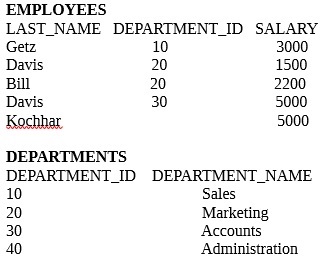 EMPLOYEES
LAST_NAME DEPARTMENT_ID SALARY
Getz 10 3000
Davis 20 1500
Bill 20 2200
Davis 30 5000
Kochhar 5000
DEPARTMENTS
DEPARTMENT_ID DEPARTMENT_NAME
10 Sales
20 Marketing
30 Accounts
40 Administration